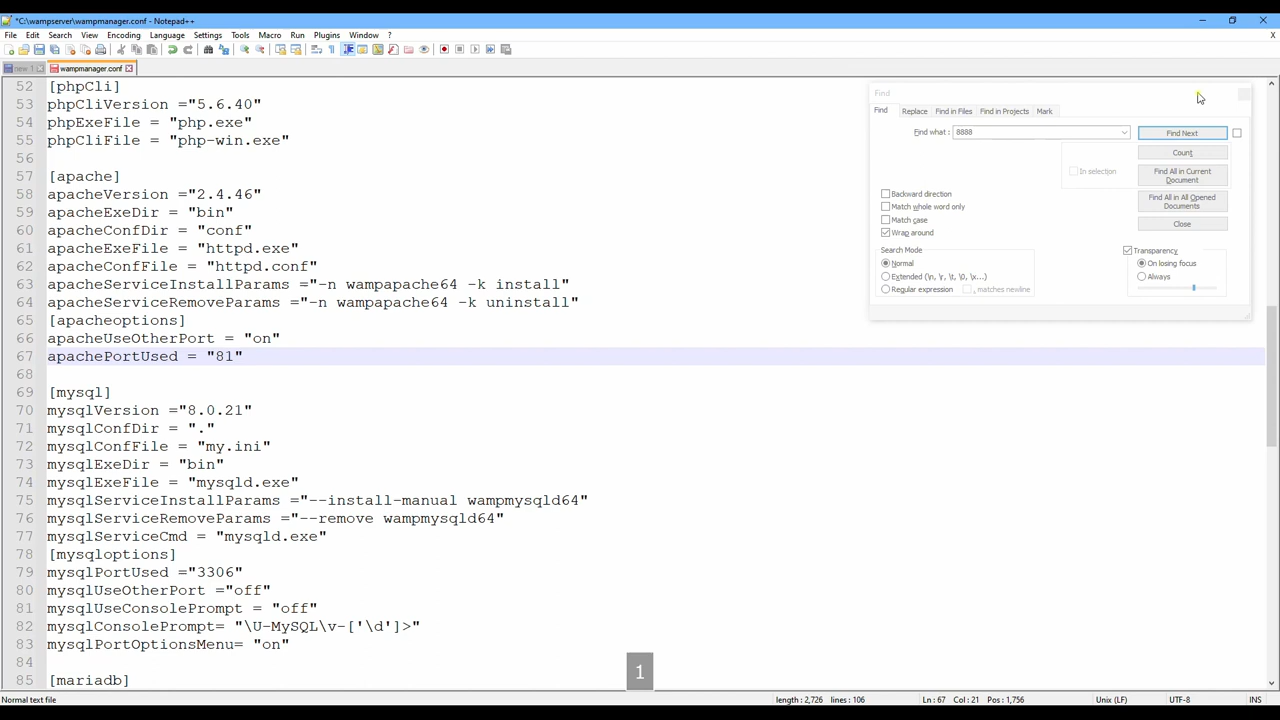 *C:\wampserver\wampmanager.conf - Notepad++
File Edit Search View Encoding Language Settings Tools Macro Run Plugins Window ? X
new 1 wampmanager.conf
52 [phpCli]
53 phpCliVersion ="5.6.40"
54 phpExeFile = "php.exe"
55 phpCliFile = "php-win.exe"
56
57 [apache]
58 apacheVersion ="2.4.46"
59 apacheExeDir = "bin"
60 apacheConfDir = "conf"
61 apacheExeFile = "httpd.exe"
62 apacheConfFile = "httpd.conf"
63 apacheServiceInstallParams ="-n wampapache64 -k install"
64 apacheServiceRemoveParams ="-n wampapache64 -k uninstall"
65 [apacheoptions]
66 apacheUseOtherPort = "on"
67 apachePortUsed = "81"
68
69 [mysql]
70 mysqlVersion ="8.0.21"
71 mysqlConfDir = "."
72 mysqlConfFile = "my.ini"
73 mysqlExeDir = "bin"
74 mysqlExeFile = "mysqld.exe"
75 mysqlServiceInstallParams ="--install-manual wampmysqld64"
76 mysqlServiceRemoveParams ="--remove wampmysqld64"
77 mysqlServiceCmd = "mysqld.exe"
78 [mysqloptions]
79 mysqlPortUsed ="3306"
80 mysqlUseOtherPort ="off"
81 mysqlUseConsolePrompt = "off"
82 mysqlConsolePrompt= "\U-MySQL\v-['\d']>"
83 mysqlPortOptionsMenu= "on"
84
85 [mariadb]
Find
Find Replace Find in Files Find in Projects Mark
Find what : 8888
Find Next
Count
In selection
Find All in Current
Document
Find All in All Opened
Documents
Close
Backward direction
Match whole word only
Match case
Wrap around
Search Mode
Normal
Extended (\n, \r, \t, \0, \x...)
Regular expression . matches newline
Transparency
On losing focus
Always
1
Normal text file length : 2,726 lines : 106 Ln : 67 Col : 21 Pos : 1,756 Unix (LF) UTF-8 INS